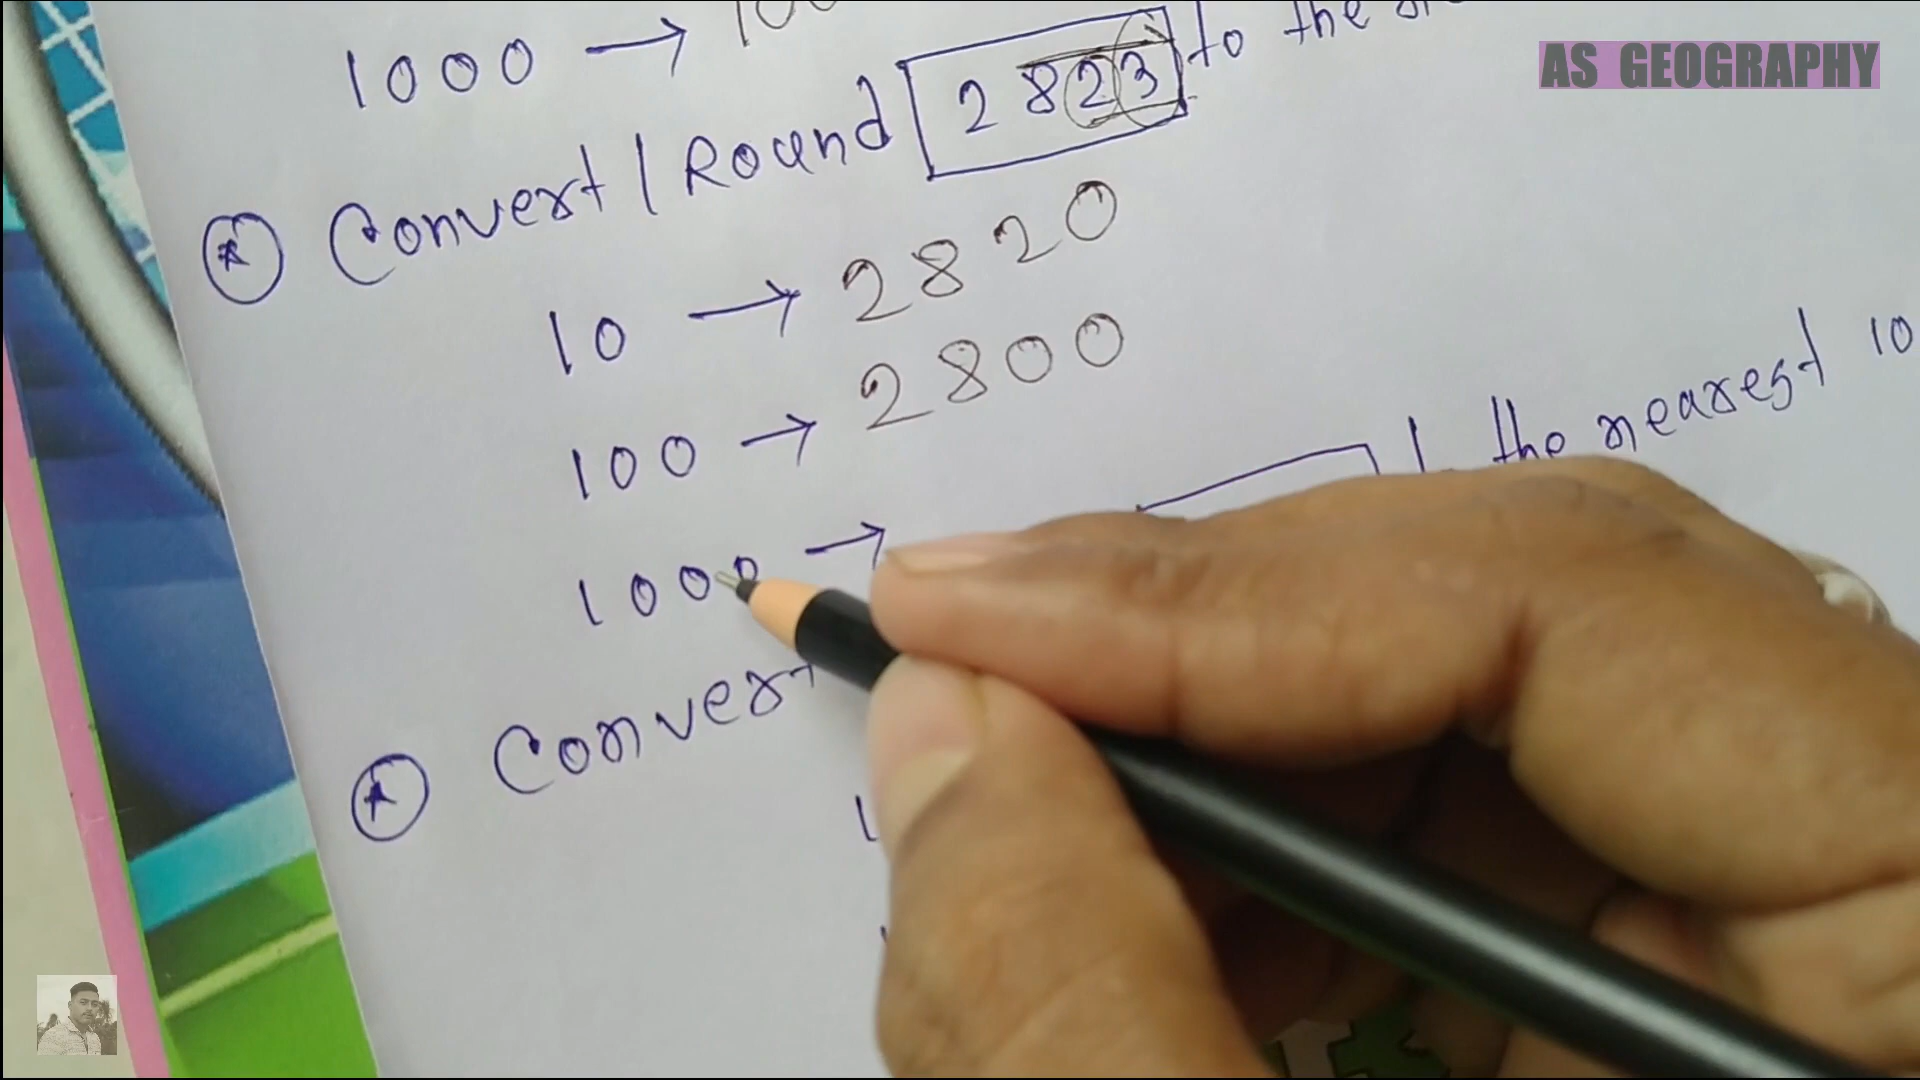 AS GEOGRAPHY
1000 →
* Convert / Round 2823 to the
10 → 2820
100 → 2800
1000 →
* Convert the nearest 10